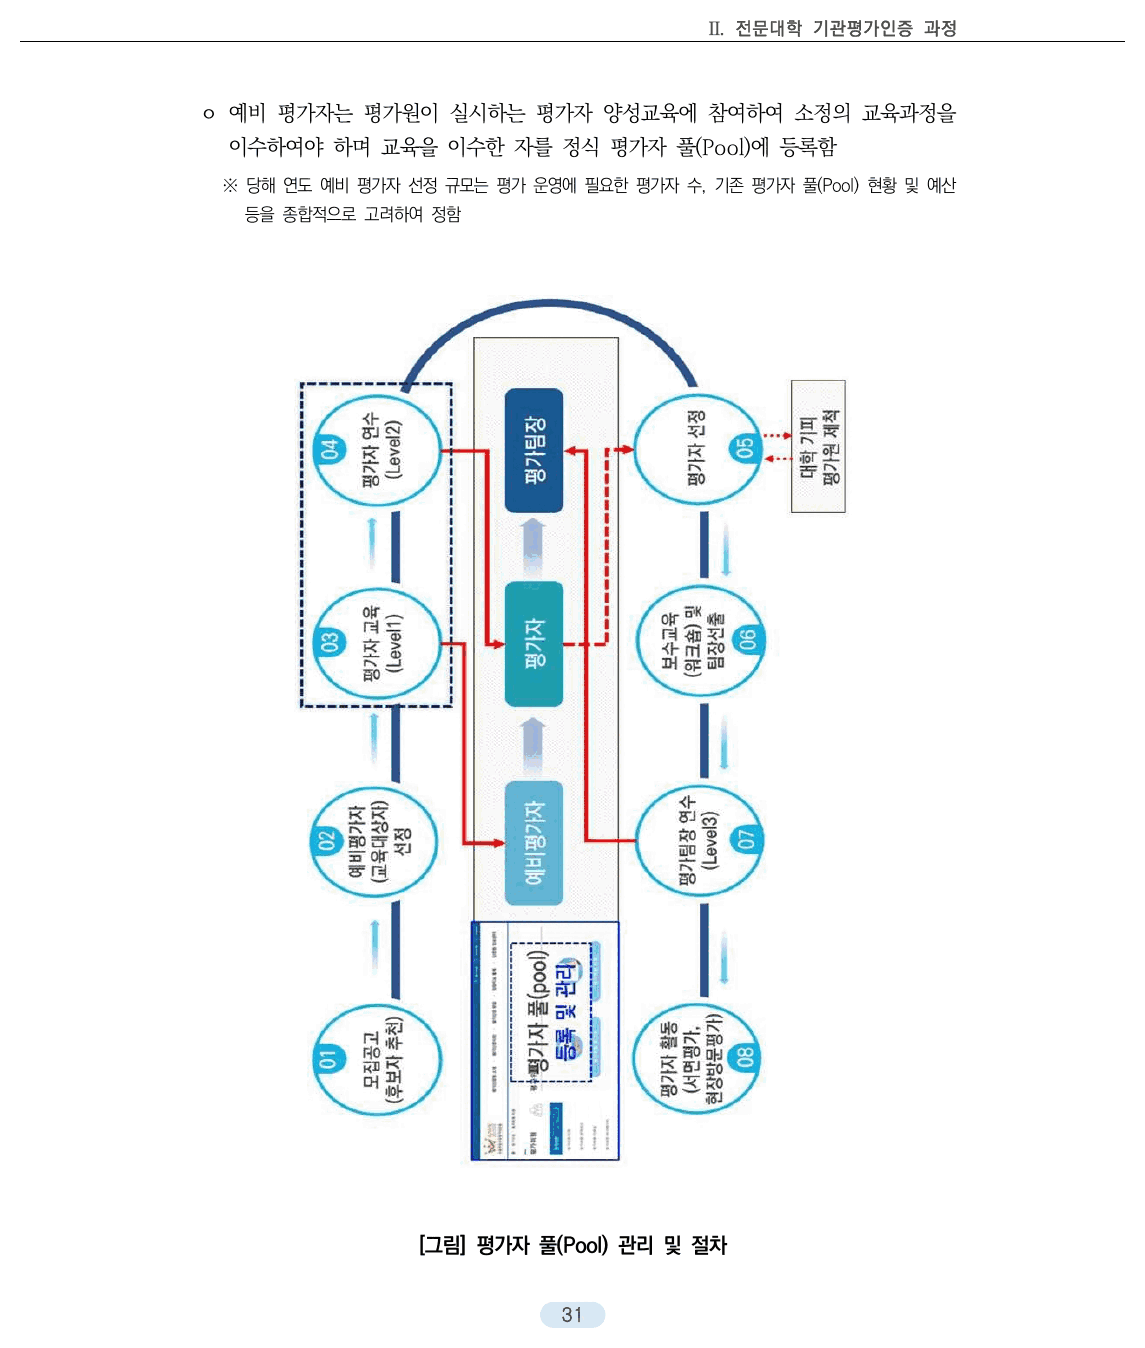 Ⅱ. 전문대학 기관평가인증 과정
ㅇ 예비 평가자는 평가원이 실시하는 평가자 양성교육에 참여하여 소정의 교육과정을
이수하여야 하며 교육을 이수한 자를 정식 평가자 풀(Pool)에 등록함
※ 당해 연도 예비 평가자 선정 규모는 평가 운영에 필요한 평가자 수, 기존 평가자 풀(Pool) 현황 및 예산
등을 종합적으로 고려하여 정함
01
모집공고
(후보자 추천)
02
예비평가자
(교육대상자)
선정
03
평가자 교육
(Level1)
04
평가자 연수
(Level2)
평가자 풀(pool)
등록 및 관리
예비평가자
평가자
평가팀장
평가자 선정
05
대학 기피
평가원 제척
보수교육
(워크숍) 및
팀장선출
06
평가팀장 연수
(Level3)
07
평가자 활동
(서면평가,
현장방문평가)
08
[그림] 평가자 풀(Pool) 관리 및 절차
31